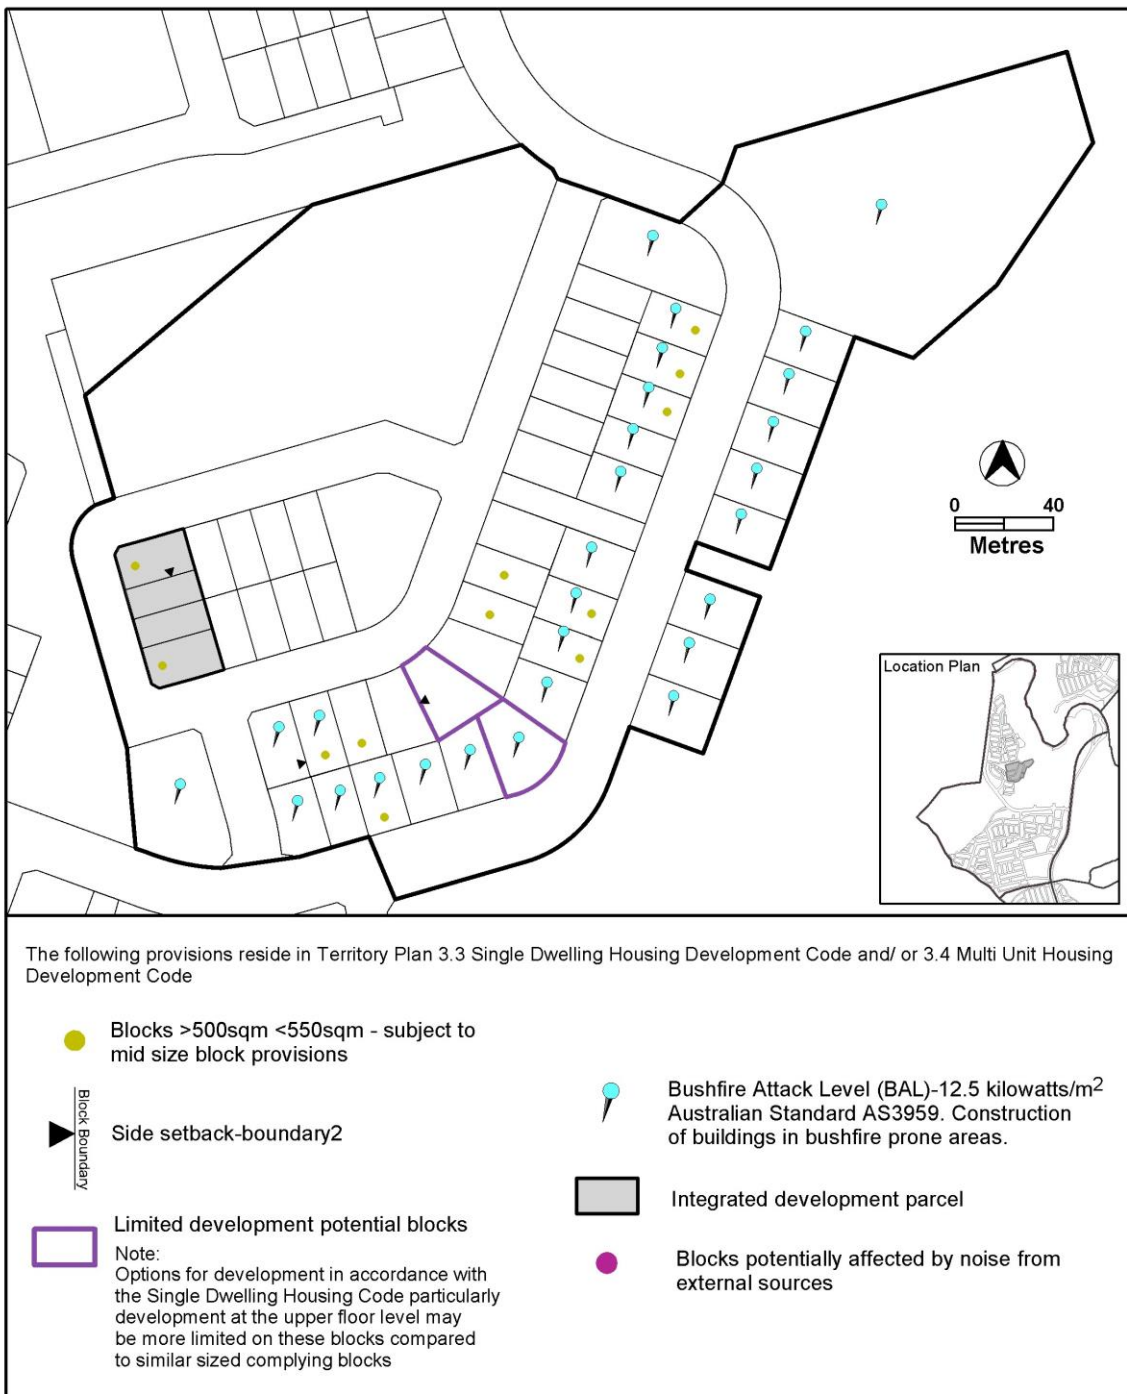 0 40
Metres
Location Plan
The following provisions reside in Territory Plan 3.3 Single Dwelling Housing Development Code and/ or 3.4 Multi Unit Housing
Development Code
Blocks >500sqm <550sqm - subject to
mid size block provisions
Block Boundary
Side setback-boundary2
Limited development potential blocks
Note:
Options for development in accordance with
the Single Dwelling Housing Code particularly
development at the upper floor level may
be more limited on these blocks compared
to similar sized complying blocks
Bushfire Attack Level (BAL)-12.5 kilowatts/m2
Australian Standard AS3959. Construction
of buildings in bushfire prone areas.
Integrated development parcel
Blocks potentially affected by noise from
external sources